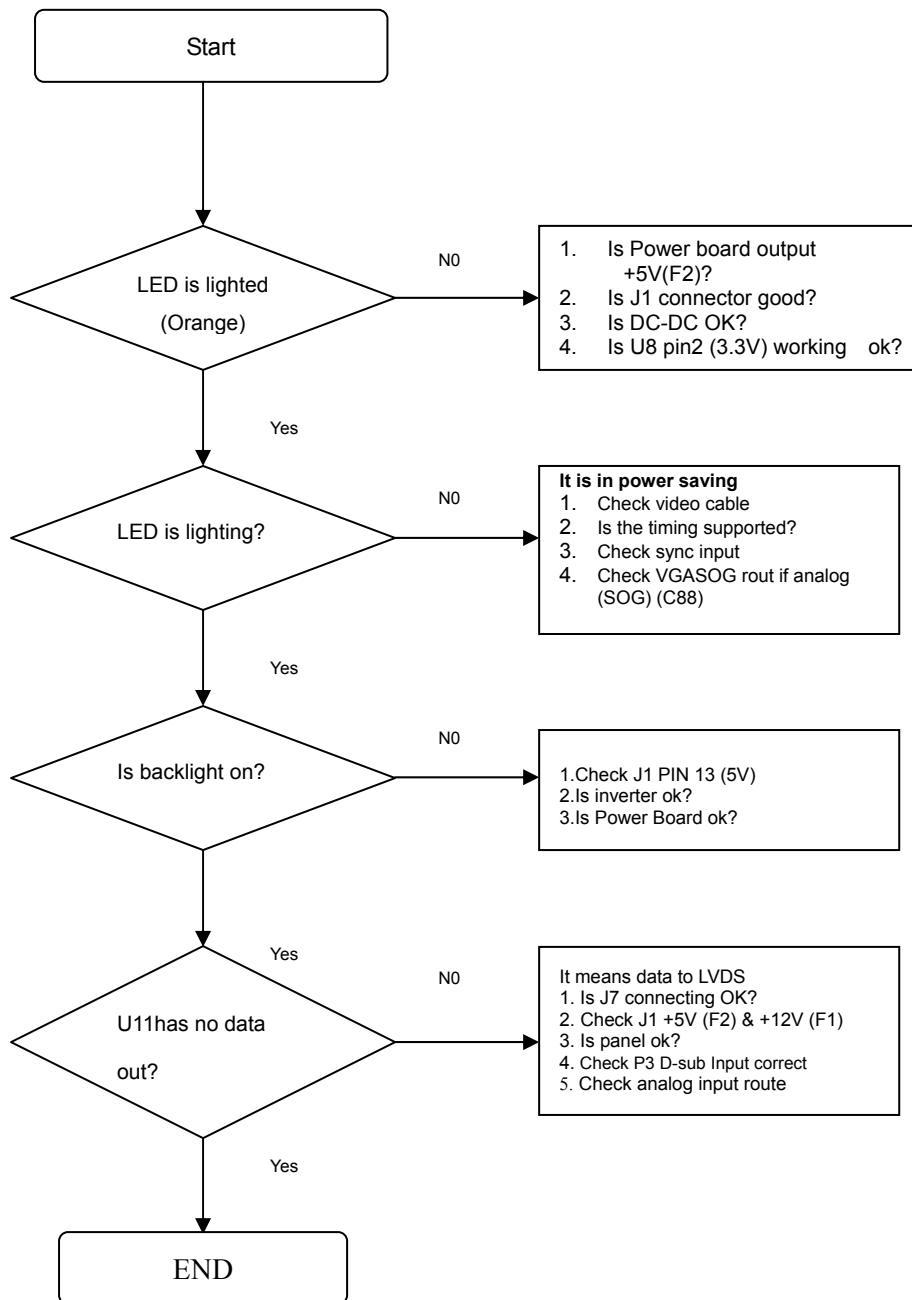 Start
LED is lighted
(Orange)
N0
1. Is Power board output
+5V(F2)?
2. Is J1 connector good?
3. Is DC-DC OK?
4. Is U8 pin2 (3.3V) working ok?
Yes
LED is lighting?
N0
It is in power saving
1. Check video cable
2. Is the timing supported?
3. Check sync input
4. Check VGASOG rout if analog
(SOG) (C88)
Yes
Is backlight on?
N0
1.Check J1 PIN 13 (5V)
2.Is inverter ok?
3.Is Power Board ok?
Yes
U11has no data
out?
N0
It means data to LVDS
1. Is J7 connecting OK?
2. Check J1 +5V (F2) & +12V (F1)
3. Is panel ok?
4. Check P3 D-sub Input correct
5. Check analog input route
Yes
END